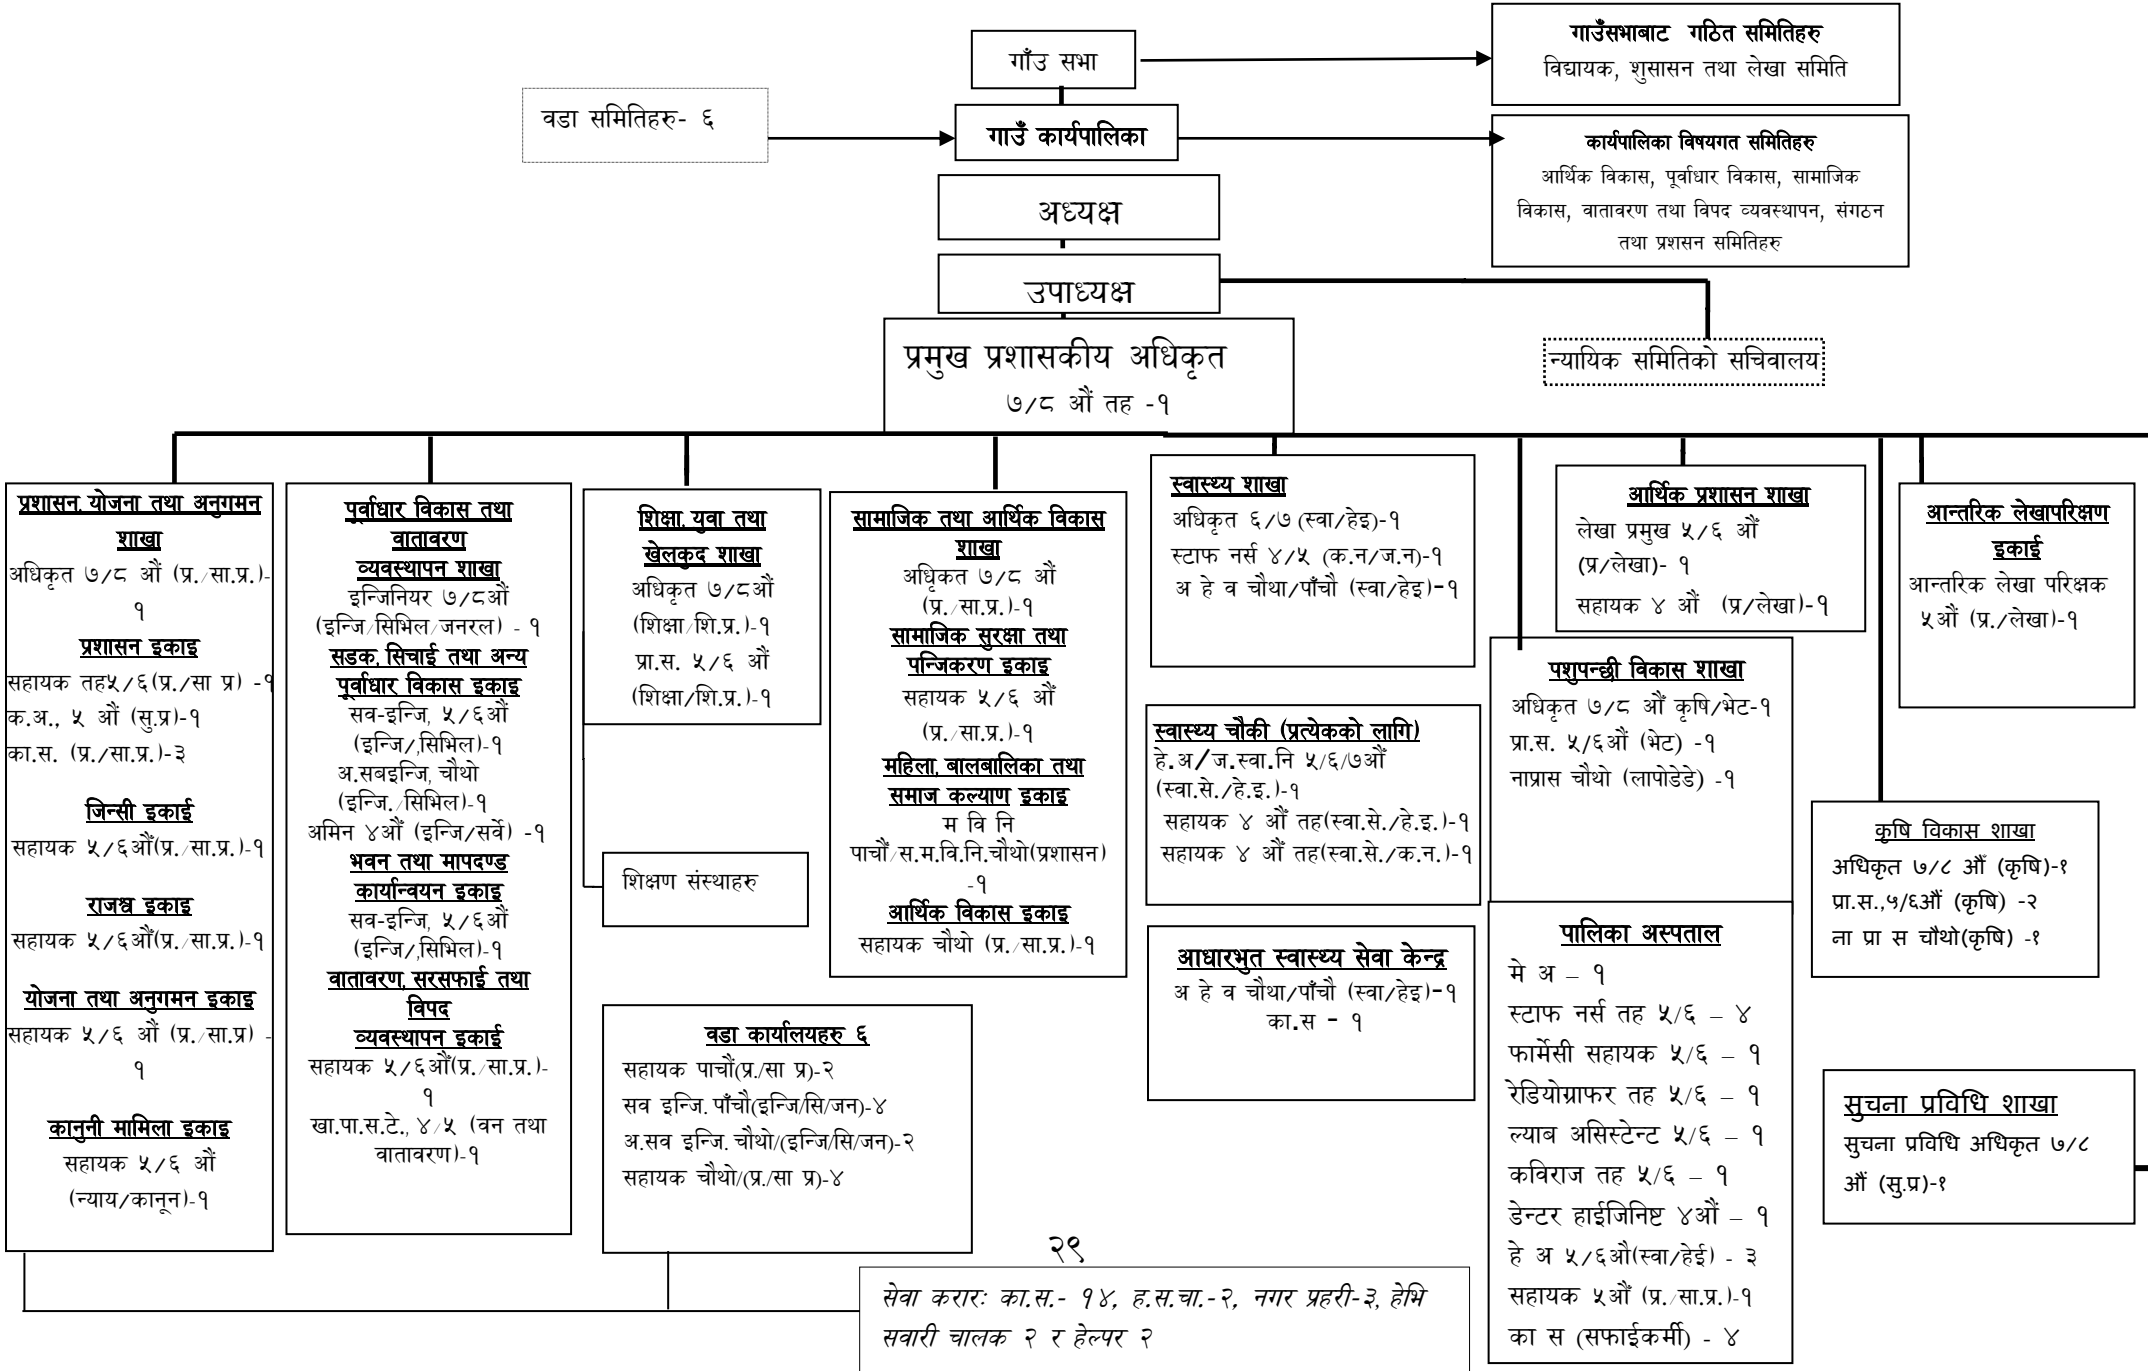 गाँउ सभा
गाउँसभाबाट गठित समितिहरु
विद्यायक, शुसासन तथा लेखा समिति
वडा समितिहरु- ६
गाउँ कार्यपालिका
कार्यपालिका विषयगत समितिहरु
आर्थिक विकास, पूर्वाधार विकास, सामाजिक
विकास, वातावरण तथा विपद व्यवस्थापन, संगठन
तथा प्रशसन समितिहरु
अध्यक्ष
उपाध्यक्ष
प्रमुख प्रशासकीय अधिकृत
७/८ औं तह -१
न्यायिक समितिको सचिवालय
प्रशासन, योजना तथा अनुगमन
शाखा
अधिकृत ७/८ औं (प्र./सा.प्र.)-
१
प्रशासन इकाइ
सहायक तह५/६(प्र./सा प्र) -१
क.अ., ५ औं (सु.प्र)-१
का.स. (प्र./सा.प्र.)-३
जिन्सी इकाई
सहायक ५/६औं(प्र./सा.प्र.)-१
राजश्व इकाइ
सहायक ५/६औं(प्र./सा.प्र.)-१
योजना तथा अनुगमन इकाइ
सहायक ५/६ औं (प्र./सा.प्र) -
१
कानुनी मामिला इकाइ
सहायक ५/६ औं
(न्याय/कानून)-१
पूर्वाधार विकास तथा
वातावरण
व्यवस्थापन शाखा
इन्जिनियर ७/८औं
(इन्जि/सिभिल/जनरल) - १
सडक, सिचाई तथा अन्य
पूर्वाधार विकास इकाइ
सव-इन्जि, ५/६औं
(इन्जि/,सिभिल)-१
अ.सबइन्जि, चौथो
(इन्जि./सिभिल)-१
अमिन ४औं (इन्जि/सर्वे) -१
भवन तथा मापदण्ड
कार्यान्वयन इकाइ
सव-इन्जि, ५/६औं
(इन्जि/,सिभिल)-१
वातावरण, सरसफाई तथा
विपद
व्यवस्थापन इकाई
सहायक ५/६औं(प्र./सा.प्र.)-
१
खा.पा.स.टे., ४/५ (वन तथा
वातावरण)-१
शिक्षा, युवा तथा
खेलकुद शाखा
अधिकृत ७/८औं
(शिक्षा/शि.प्र.)-१
प्रा.स. ५/६ औं
(शिक्षा/शि.प्र.)-१
शिक्षण संस्थाहरु
सामाजिक तथा आर्थिक विकास
शाखा
अधिकत ७/८ औं
(प्र./सा.प्र.)-१
सामाजिक सुरक्षा तथा
पन्जिकरण इकाइ
सहायक ५/६ औं
(प्र./सा.प्र.)-१
महिला, बालबालिका तथा
समाज कल्याण इकाइ
म वि नि
पाचौं/स.म.वि.नि.चौथो(प्रशासन)
-१
आर्थिक विकास इकाइ
सहायक चौथो (प्र./सा.प्र.)-१
वडा कार्यालयहरु ६
सहायक पाचौं(प्र./सा प्र)-२
सव इन्जि. पाँचौ(इन्जि/सि/जन)-४
अ.सव इन्जि. चौथो/(इन्जि/सि/जन)-२
सहायक चौथो/(प्र./सा प्र)-४
स्वास्थ्य शाखा
अधिकृत ६/७ (स्वा/हेइ)-१
स्टाफ नर्स ४/५ (क.न/ज.न)-१
अ हे व चौथा/पाँचौ (स्वा/हेइ)-१
स्वास्थ्य चौकी (प्रत्येकको लागि)
हे.अ/ज.स्वा.नि ५/६/७औं
(स्वा.से./हे.इ.)-१
सहायक ४ औं तह(स्वा.से./हे.इ.)-१
सहायक ४ औं तह(स्वा.से./क.न.)-१
आधारभुत स्वास्थ्य सेवा केन्द्र
अ हे व चौथा/पाँचौ (स्वा/हेइ)-१
का.स - १
आर्थिक प्रशासन शाखा
लेखा प्रमुख ५/६ औं
(प्र/लेखा)- १
सहायक ४ औं (प्र/लेखा)-१
पशुपन्छी विकास शाखा
अधिकृत ७/८ औं कृषि/भेट-१
प्रा.स. ५/६औं (भेट) -१
नाप्रास चौथो (लापोडेडे) -१
पालिका अस्पताल
मे अ – १
स्टाफ नर्स तह ५/६ – ४
फार्मेसी सहायक ५/६ – १
रेडियोग्राफर तह ५/६ – १
ल्याब असिस्टेन्ट ५/६ – १
कविराज तह ५/६ – १
डेन्टर हाईजिनिष्ट ४औं – १
हे अ ५/६औ(स्वा/हेई) - ३
सहायक ५औं (प्र./सा.प्र.)-१
का स (सफाईकर्मी) - ४
आन्तरिक लेखापरिक्षण
इकाई
आन्तरिक लेखा परिक्षक
५औं (प्र./लेखा)-१
कृषि विकास शाखा
अधिकृत ७/८ औं (कृषि)-१
प्रा.स.,५/६औं (कृषि) -२
ना प्रा स चौथो(कृषि) -१
सुचना प्रविधि शाखा
सुचना प्रविधि अधिकृत ७/८
औं (सु.प्र)-१
२९
सेवा करारः का.स.- १४, ह.स.चा.-२, नगर प्रहरी-३, हेभि
सवारी चालक २ र हेल्पर २